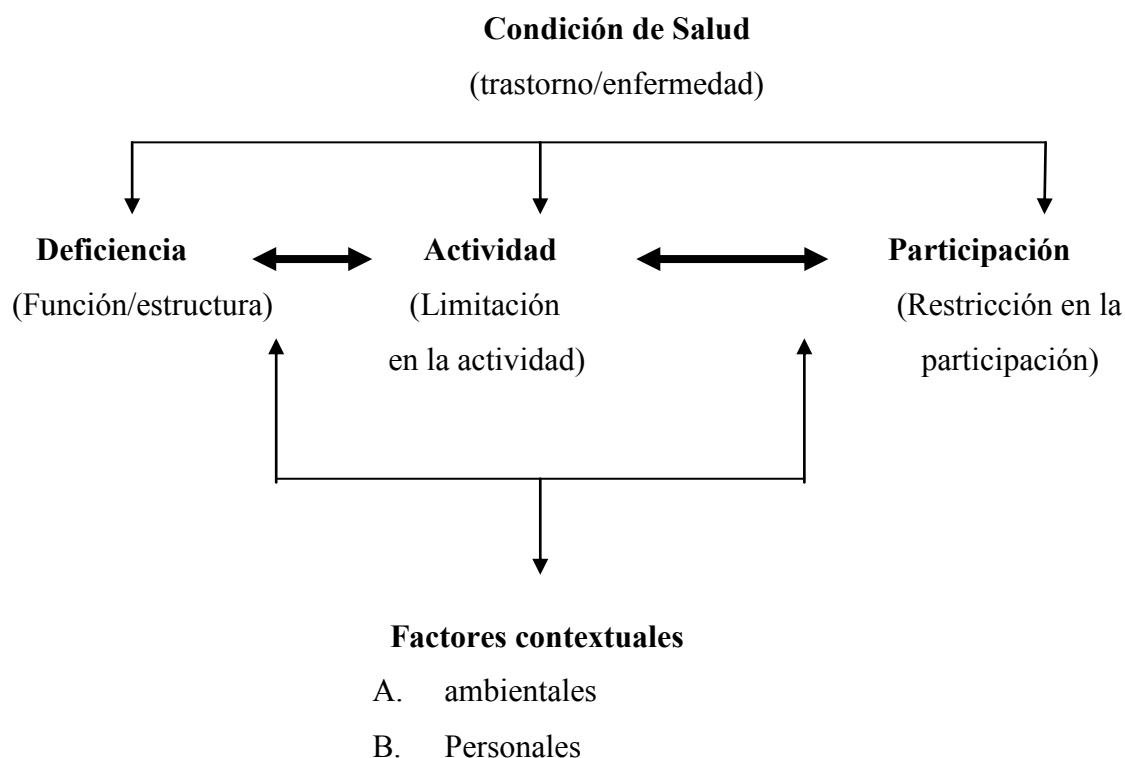 Condición de Salud
(trastorno/enfermedad)
Deficiencia
(Función/estructura)
Actividad
(Limitación
en la actividad)
Participación
(Restricción en la
participación)
Factores contextuales
A. ambientales
B. Personales